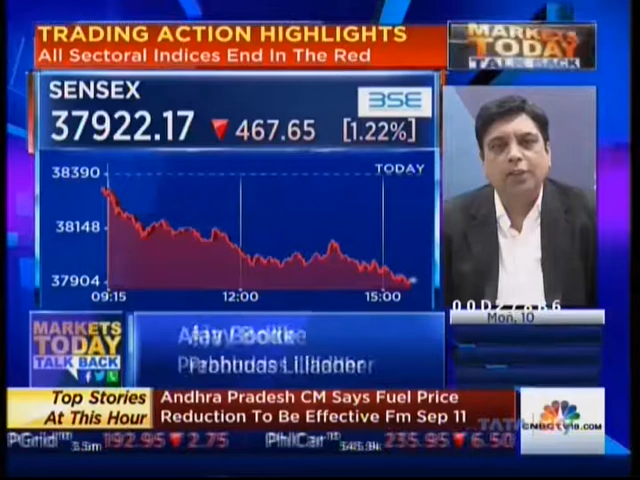 TRADING ACTION HIGHLIGHTS
All Sectoral Indices End In The Red
MARKETS
TODAY
TALK BACK
SENSEX
BSE
37922.17 ▼ 467.65 [1.22%]
TODAY
38390
38148
37904
09:15 12:00 15:00
Mon, 10
MARKETS
TODAY
TALK BACK
Prabhudas Lilladher
Top Stories
At This Hour
Andhra Pradesh CM Says Fuel Price
Reduction To Be Effective Fm Sep 11
CNBCTV18.COM
PGrid 192.95 ▼ 2.75 PhilCar 235.95 ▼ 6.50